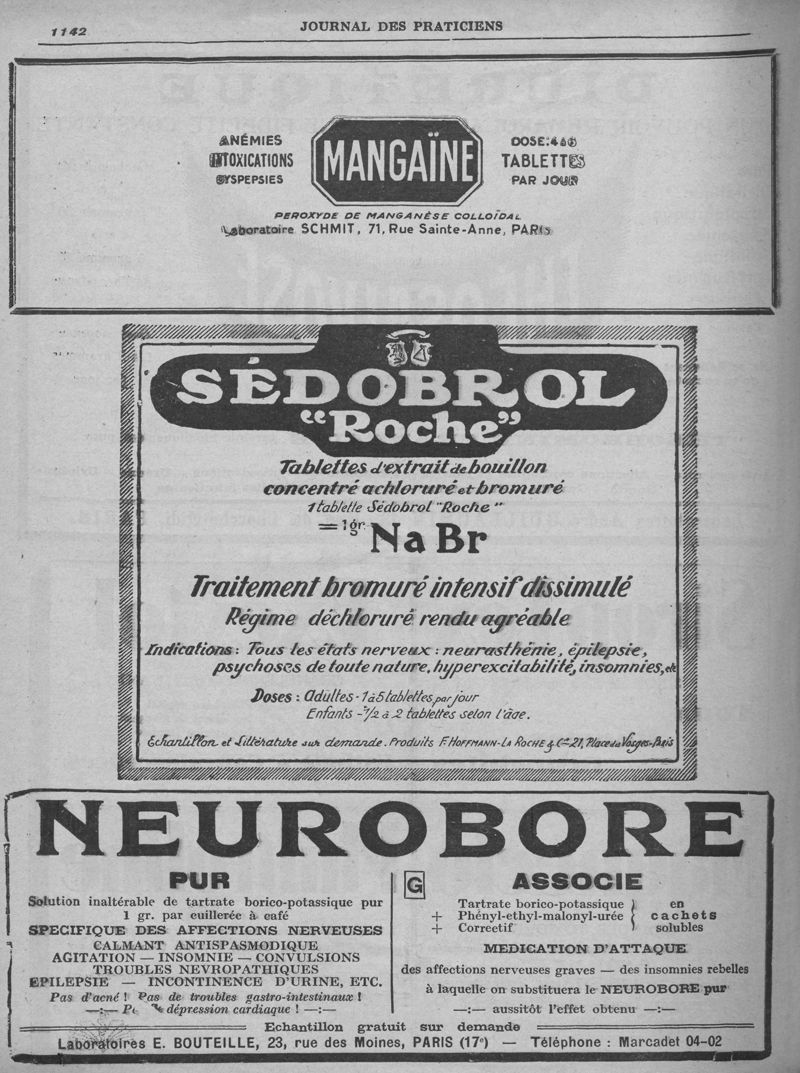 1142
JOURNAL DES PRATICIENS
ANÉMIES
INTOXICATIONS
DYSPEPSIES
MANGAÏNE
DOSE: 4 à 6
TABLETTES
PAR JOUR
PEROXYDE DE MANGANÈSE COLLOÏDAL
Laboratoire SCHMIT, 71, Rue Sainte-Anne, PARIS
SÉDOBROL
"Roche"
Tablettes d'extrait de bouillon
concentré achloruré et bromuré
1 tablette Sédobrol "Roche"
= 1 gr. Na Br
Traitement bromuré intensif dissimulé
Régime déchloruré rendu agréable
Indications: Tous les états nerveux: neurasthénie, épilepsie,
psychoses de toute nature, hyperexcitabilité, insomnies, etc
Doses: Adultes - 1 à 5 tablettes par jour
Enfants - 1/2 à 2 tablettes selon l'âge.
Echantillon et Littérature sur demande. Produits F. HOFFMANN-LA ROCHE & Cie 21, Place des Vosges-Paris
NEUROBORE
PUR
Solution inaltérable de tartrate borico-potassique pur
1 gr. par cuillerée à café
SPECIFIQUE DES AFFECTIONS NERVEUSES
CALMANT ANTISPASMODIQUE
AGITATION — INSOMNIE — CONVULSIONS
TROUBLES NEVROPATHIQUES
EPILEPSIE — INCONTINENCE D'URINE, ETC.
Pas d'acné ! Pas de troubles gastro-intestinaux !
—:— dépression cardiaque ! —:—
G
ASSOCIE
Tartrate borico-potassique
+ Phényl-ethyl-malonyl-urée
+ Correctif
en
cachets
solubles
MEDICATION D'ATTAQUE
des affections nerveuses graves — des insomnies rebelles
à laquelle on substituera le NEUROBORE pur
—:— aussitôt l'effet obtenu —:—
Echantillon gratuit sur demande
Laboratoires E. BOUTEILLE, 23, rue des Moines, PARIS (17e) — Téléphone : Marcadet 04-02